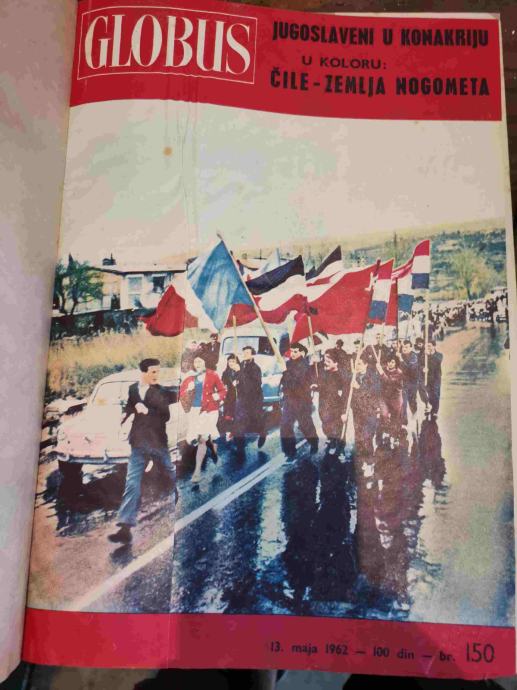 GLOBUS
JUGOSLAVENI U KONAKRIJU
U KOLORU:
ČILE - ZEMLJA NOGOMETA
13. maja 1962 — 100 din — br. 150